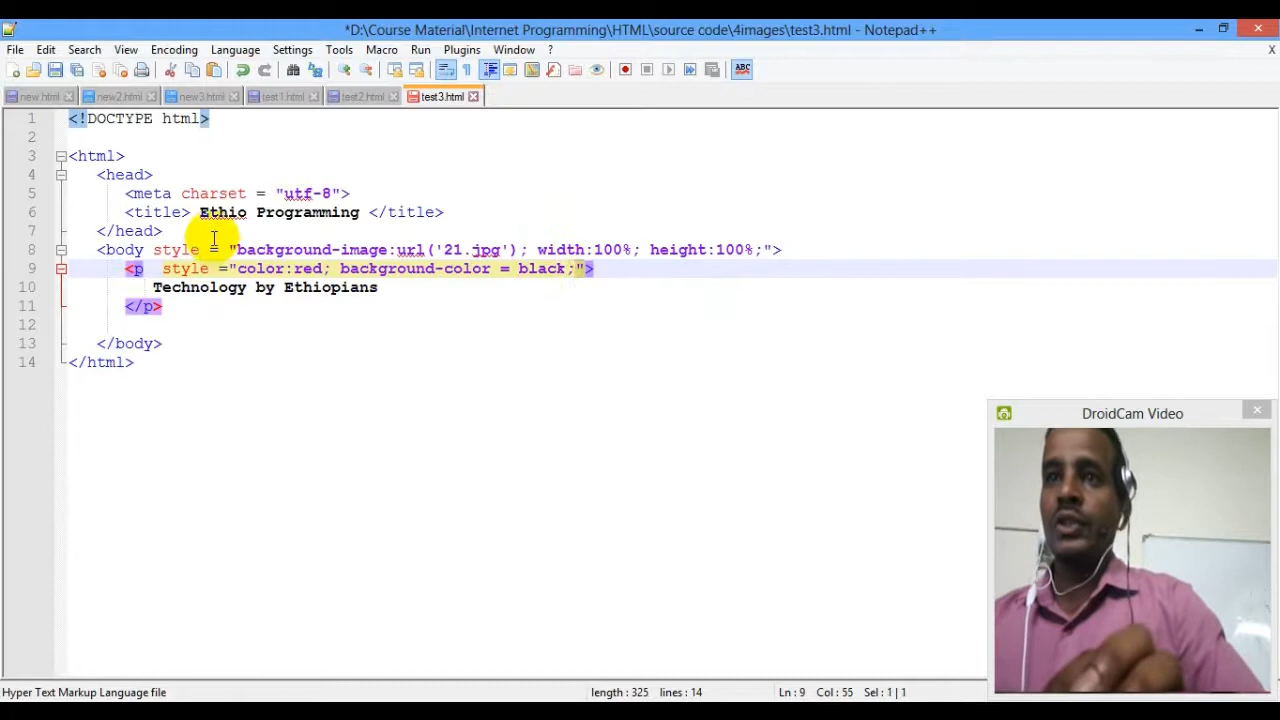 *D:\Course Material\Internet Programming\HTML\source code\4images\test3.html - Notepad++
File Edit Search View Encoding Language Settings Tools Macro Run Plugins Window ? X
new.html new2.html new3.html test1.html test2.html test3.html
1 <!DOCTYPE html>
2
3 <html>
4 <head>
5 <meta charset = "utf-8">
6 <title> Ethio Programming </title>
7 </head>
8 <body style = "background-image:url('21.jpg'); width:100%; height:100%;">
9 <p style ="color:red; background-color = black;">
10 Technology by Ethiopians
11 </p>
12
13 </body>
14 </html>
DroidCam Video
Hyper Text Markup Language file length : 325 lines : 14 Ln : 9 Col : 55 Sel : 1 | 1